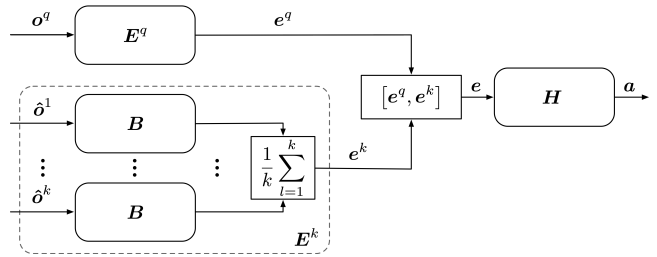 o^q
E^q
e^q
ô^1
B
[e^q, e^k]
e
H
a
⋮
⋮
⋮
1/k ∑_{l=1}^{k}
e^k
ô^k
B
E^k